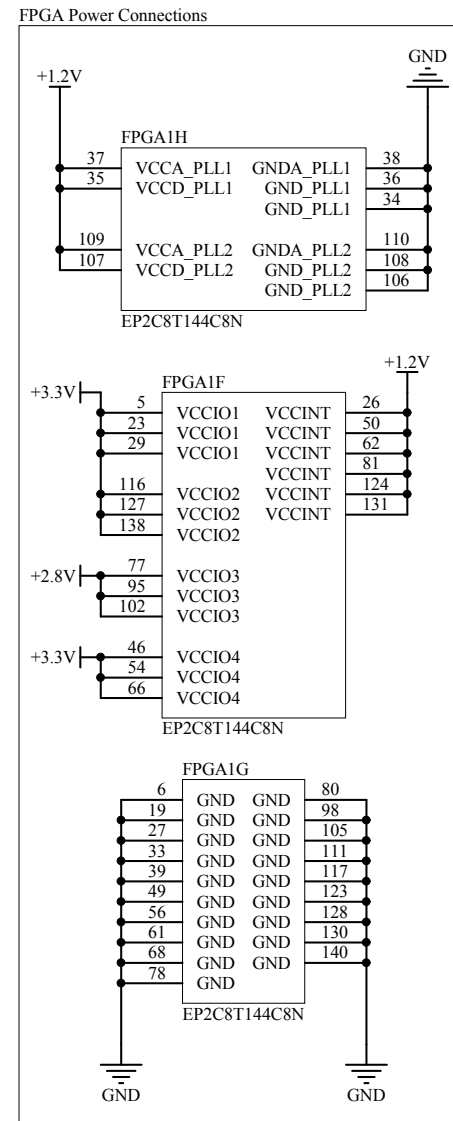 FPGA Power Connections
GND
+1.2V
FPGA1H
37 VCCA_PLL1 GNDA_PLL1 38
35 VCCD_PLL1 GND_PLL1 36
GND_PLL1 34
109 VCCA_PLL2 GNDA_PLL2 110
107 VCCD_PLL2 GND_PLL2 108
GND_PLL2 106
EP2C8T144C8N
+1.2V
FPGA1F
+3.3V
5 VCCIO1 VCCINT 26
23 VCCIO1 VCCINT 50
29 VCCIO1 VCCINT 62
VCCINT 81
116 VCCIO2 VCCINT 124
127 VCCIO2 VCCINT 131
138 VCCIO2
+2.8V 77 VCCIO3
95 VCCIO3
102 VCCIO3
+3.3V 46 VCCIO4
54 VCCIO4
66 VCCIO4
EP2C8T144C8N
FPGA1G
6 GND GND 80
19 GND GND 98
27 GND GND 105
33 GND GND 111
39 GND GND 117
49 GND GND 123
56 GND GND 128
61 GND GND 130
68 GND GND 140
78 GND
EP2C8T144C8N
GND GND